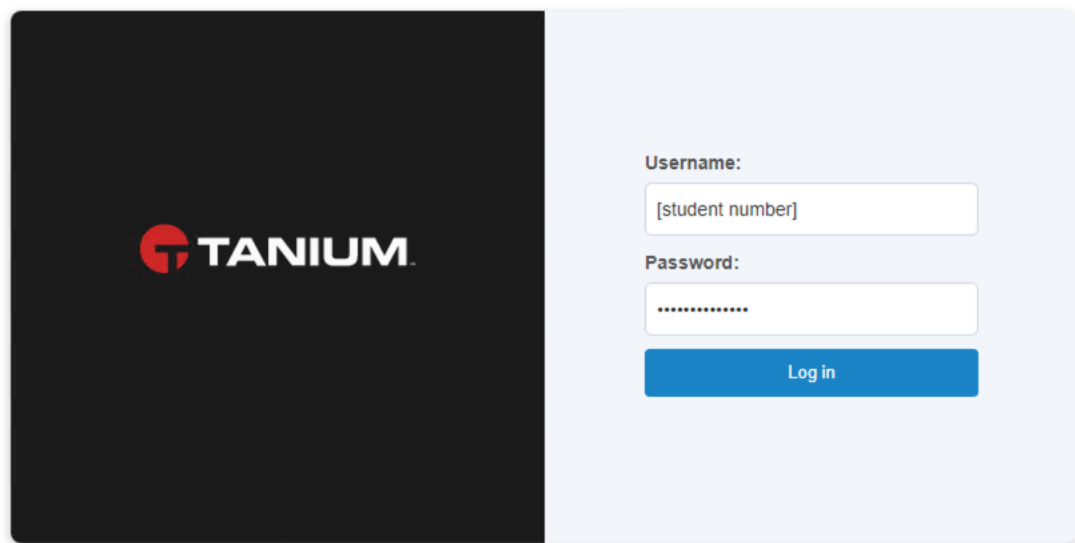 TANIUM
Username:
[student number]
Password:
••••••••••••••
Log in